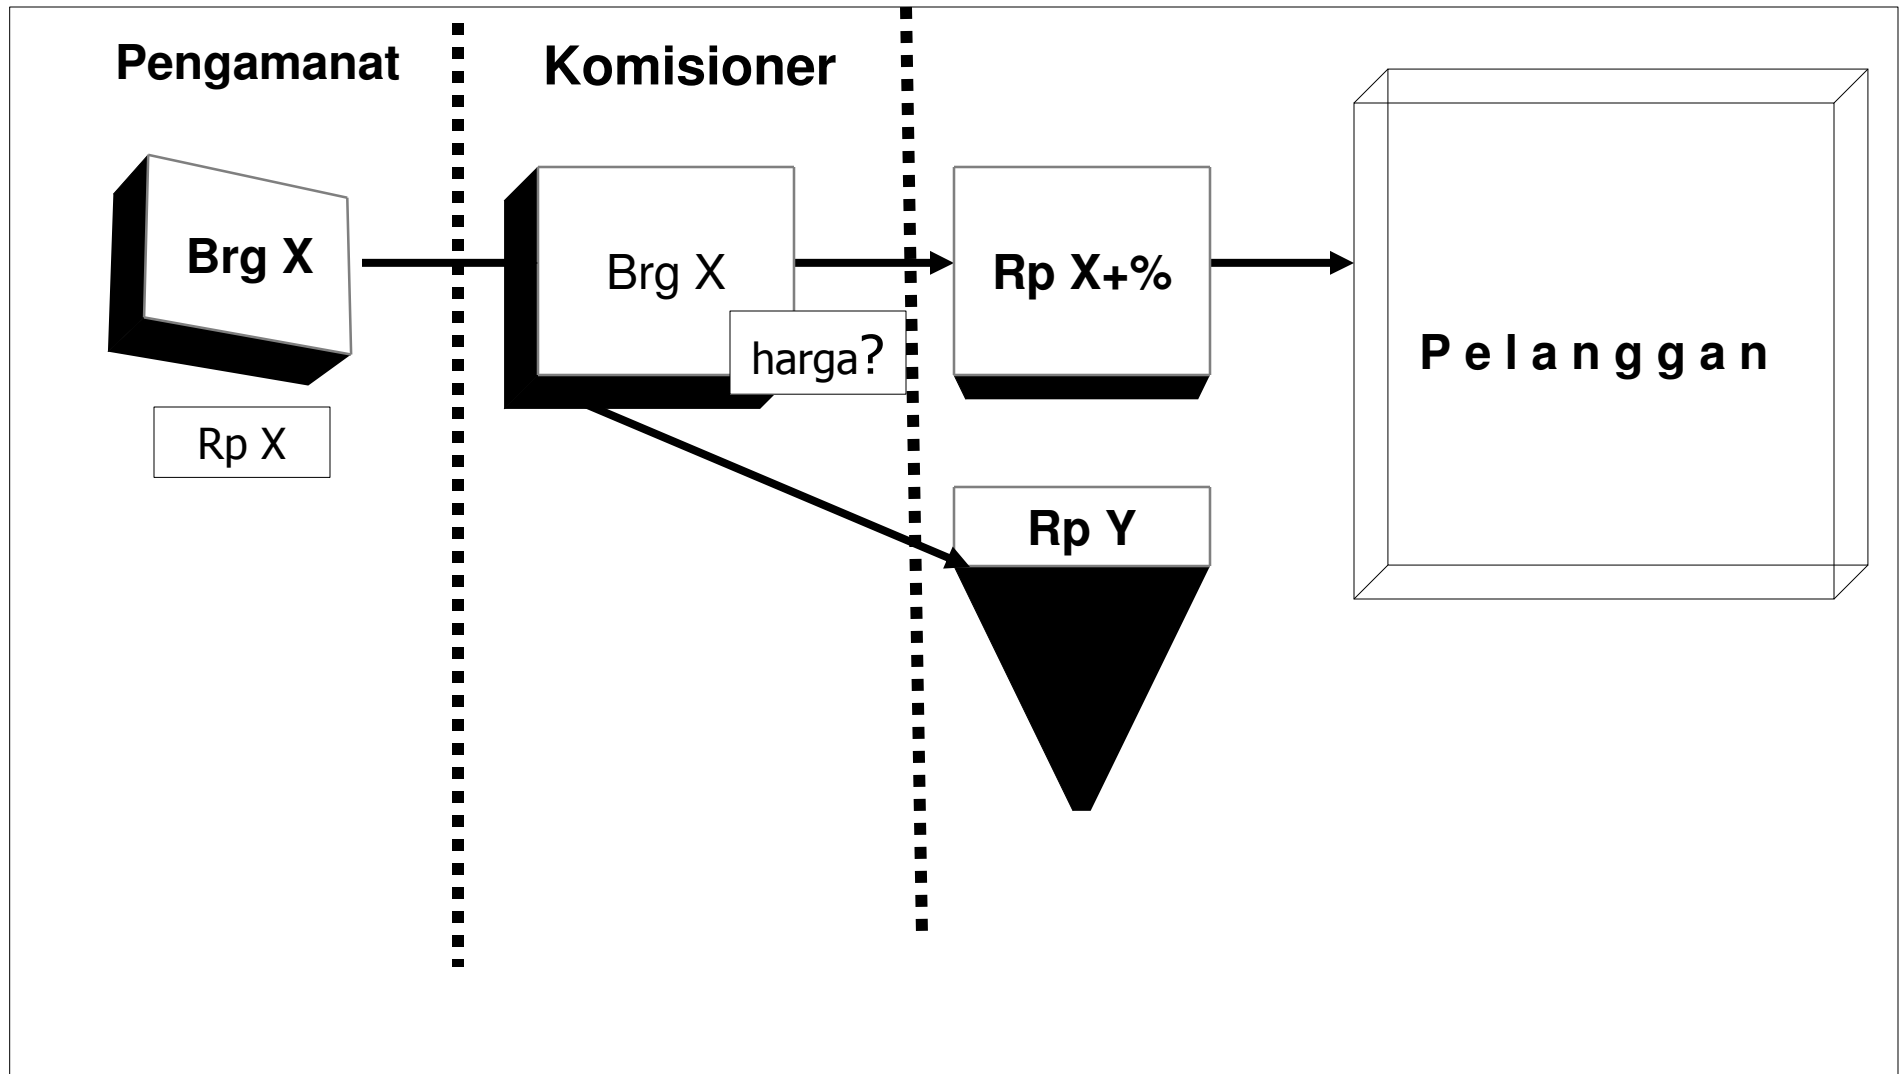 Pengamanat
Komisioner
Brg X
Brg X
Rp X+%
harga?
Pelanggan
Rp X
Rp Y